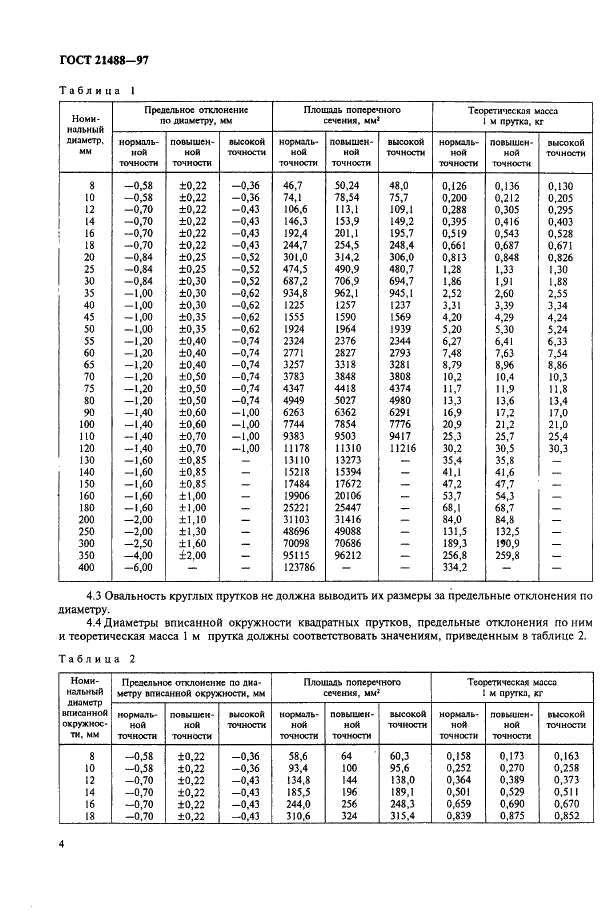 ГОСТ 21488—97
Таблица 1
Номинальный диаметр, мм | Предельное отклонение по диаметру, мм | Площадь поперечного сечения, мм² | Теоретическая масса 1 м прутка, кг
нормальной точности | повышенной точности | высокой точности | нормальной точности | повышенной точности | высокой точности | нормальной точности | повышенной точности | высокой точности
8 | —0,58 | ±0,22 | —0,36 | 46,7 | 50,24 | 48,0 | 0,126 | 0,136 | 0,130
10 | —0,58 | ±0,22 | —0,36 | 74,1 | 78,54 | 75,7 | 0,200 | 0,212 | 0,205
12 | —0,70 | ±0,22 | —0,43 | 106,6 | 113,1 | 109,1 | 0,288 | 0,305 | 0,295
14 | —0,70 | ±0,22 | —0,43 | 146,3 | 153,9 | 149,2 | 0,395 | 0,416 | 0,403
16 | —0,70 | ±0,22 | —0,43 | 192,4 | 201,1 | 195,7 | 0,519 | 0,543 | 0,528
18 | —0,70 | ±0,22 | —0,43 | 244,7 | 254,5 | 248,4 | 0,661 | 0,687 | 0,671
20 | —0,84 | ±0,25 | —0,52 | 301,0 | 314,2 | 306,0 | 0,813 | 0,848 | 0,826
25 | —0,84 | ±0,25 | —0,52 | 474,5 | 490,9 | 480,7 | 1,28 | 1,33 | 1,30
30 | —0,84 | ±0,30 | —0,52 | 687,2 | 706,9 | 694,7 | 1,86 | 1,91 | 1,88
35 | —1,00 | ±0,30 | —0,62 | 934,8 | 962,1 | 945,1 | 2,52 | 2,60 | 2,55
40 | —1,00 | ±0,30 | —0,62 | 1225 | 1257 | 1237 | 3,31 | 3,39 | 3,34
45 | —1,00 | ±0,35 | —0,62 | 1555 | 1590 | 1569 | 4,20 | 4,29 | 4,24
50 | —1,00 | ±0,35 | —0,62 | 1924 | 1964 | 1939 | 5,20 | 5,30 | 5,24
55 | —1,20 | ±0,40 | —0,74 | 2324 | 2376 | 2344 | 6,27 | 6,41 | 6,33
60 | —1,20 | ±0,40 | —0,74 | 2771 | 2827 | 2793 | 7,48 | 7,63 | 7,54
65 | —1,20 | ±0,40 | —0,74 | 3257 | 3318 | 3281 | 8,79 | 8,96 | 8,86
70 | —1,20 | ±0,50 | —0,74 | 3783 | 3848 | 3808 | 10,2 | 10,4 | 10,3
75 | —1,20 | ±0,50 | —0,74 | 4347 | 4418 | 4374 | 11,7 | 11,9 | 11,8
80 | —1,20 | ±0,50 | —0,74 | 4949 | 5027 | 4980 | 13,3 | 13,6 | 13,4
90 | —1,40 | ±0,60 | —1,00 | 6263 | 6362 | 6291 | 16,9 | 17,2 | 17,0
100 | —1,40 | ±0,60 | —1,00 | 7744 | 7854 | 7776 | 20,9 | 21,2 | 21,0
110 | —1,40 | ±0,70 | —1,00 | 9383 | 9503 | 9417 | 25,3 | 25,7 | 25,4
120 | —1,40 | ±0,70 | —1,00 | 11178 | 11310 | 11216 | 30,2 | 30,5 | 30,3
130 | —1,60 | ±0,85 | — | 13110 | 13273 | — | 35,4 | 35,8 | —
140 | —1,60 | ±0,85 | — | 15218 | 15394 | — | 41,1 | 41,6 | —
150 | —1,60 | ±0,85 | — | 17484 | 17672 | — | 47,2 | 47,7 | —
160 | —1,60 | ±1,00 | — | 19906 | 20106 | — | 53,7 | 54,3 | —
180 | —1,60 | ±1,00 | — | 25221 | 25447 | — | 68,1 | 68,7 | —
200 | —2,00 | ±1,10 | — | 31103 | 31416 | — | 84,0 | 84,8 | —
250 | —2,00 | ±1,30 | — | 48696 | 49088 | — | 131,5 | 132,5 | —
300 | —2,50 | ±1,60 | — | 70098 | 70686 | — | 189,3 | 190,9 | —
350 | —4,00 | ±2,00 | — | 95115 | 96212 | — | 256,8 | 259,8 | —
400 | —6,00 | — | — | 123786 | — | — | 334,2 | — | —
4.3 Овальность круглых прутков не должна выводить их размеры за предельные отклонения по
диаметру.
4.4 Диаметры вписанной окружности квадратных прутков, предельные отклонения по ним
и теоретическая масса 1 м прутка должны соответствовать значениям, приведенным в таблице 2.
Таблица 2
Номинальный диаметр вписанной окружности, мм | Предельное отклонение по диаметру вписанной окружности, мм | Площадь поперечного сечения, мм² | Теоретическая масса 1 м прутка, кг
нормальной точности | повышенной точности | высокой точности | нормальной точности | повышенной точности | высокой точности | нормальной точности | повышенной точности | высокой точности
8 | —0,58 | ±0,22 | —0,36 | 58,6 | 64 | 60,3 | 0,158 | 0,173 | 0,163
10 | —0,58 | ±0,22 | —0,36 | 93,4 | 100 | 95,6 | 0,252 | 0,270 | 0,258
12 | —0,70 | ±0,22 | —0,43 | 134,8 | 144 | 138,0 | 0,364 | 0,389 | 0,373
14 | —0,70 | ±0,22 | —0,43 | 185,5 | 196 | 189,1 | 0,501 | 0,529 | 0,511
16 | —0,70 | ±0,22 | —0,43 | 244,0 | 256 | 248,3 | 0,659 | 0,690 | 0,670
18 | —0,70 | ±0,22 | —0,43 | 310,6 | 324 | 315,4 | 0,839 | 0,875 | 0,852
4